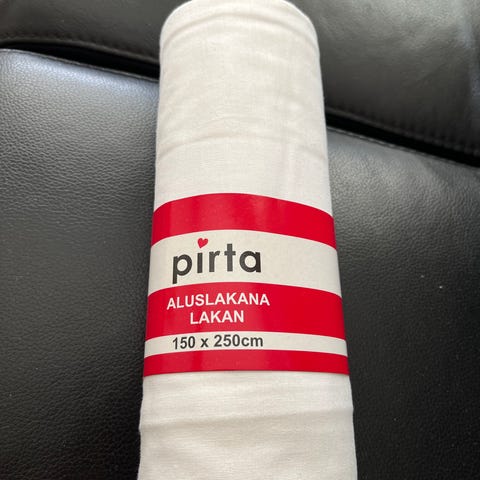 pirta
ALUSLAKANA
LAKAN
150 x 250cm